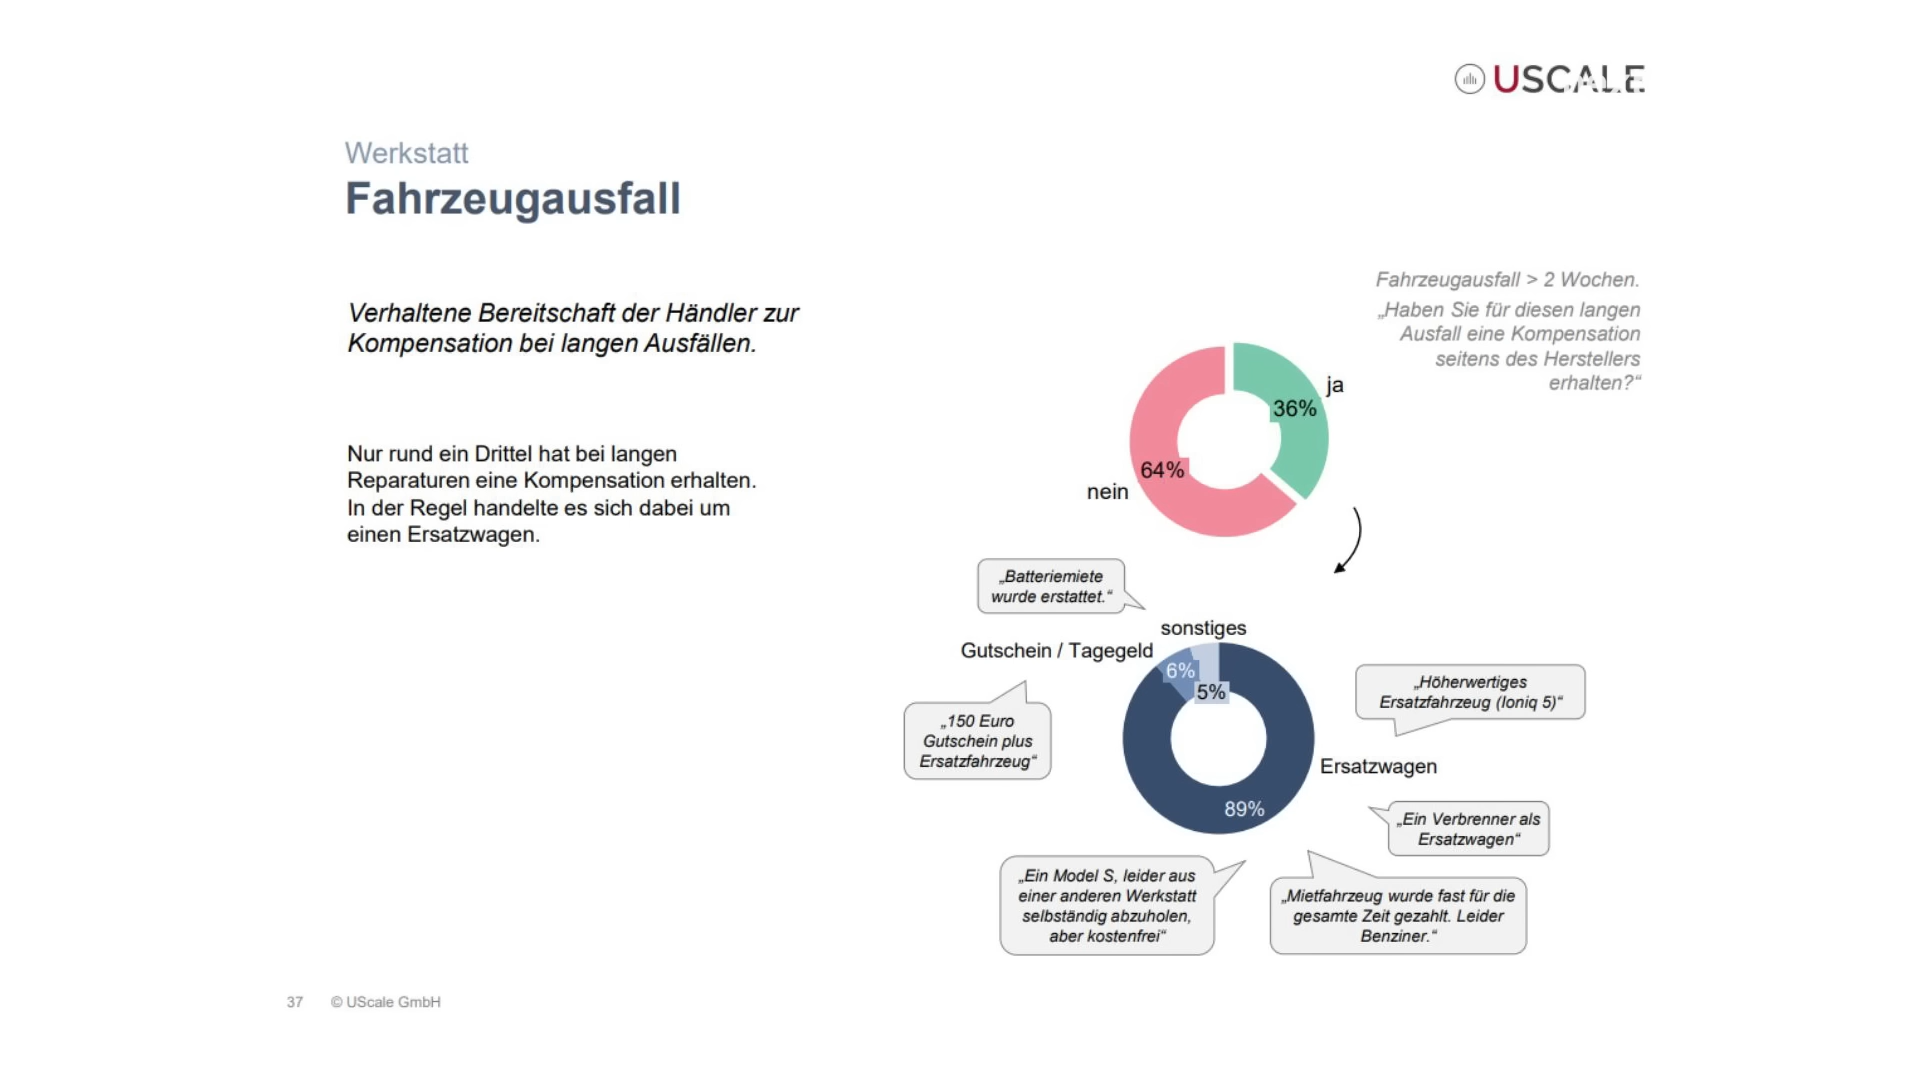 USCALE
Werkstatt
Fahrzeugausfall
Verhaltene Bereitschaft der Händler zur
Kompensation bei langen Ausfällen.
Nur rund ein Drittel hat bei langen
Reparaturen eine Kompensation erhalten.
In der Regel handelte es sich dabei um
einen Ersatzwagen.
Fahrzeugausfall > 2 Wochen.
„Haben Sie für diesen langen
Ausfall eine Kompensation
seitens des Herstellers
erhalten?“
ja
36%
64%
nein
„Batteriemiete
wurde erstattet.“
sonstiges
Gutschein / Tagegeld
6%
5%
„150 Euro
Gutschein plus
Ersatzfahrzeug“
„Höherwertiges
Ersatzfahrzeug (Ioniq 5)“
Ersatzwagen
89%
„Ein Verbrenner als
Ersatzwagen“
„Ein Model S, leider aus
einer anderen Werkstatt
selbständig abzuholen,
aber kostenfrei“
„Mietfahrzeug wurde fast für die
gesamte Zeit gezahlt. Leider
Benziner.“
37 © UScale GmbH